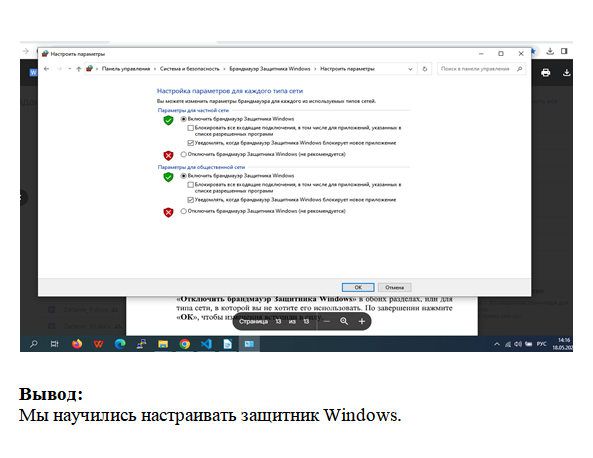 Настроить параметры
Панель управления › Система и безопасность › Брандмауэр Защитника Windows › Настроить параметры
Поиск в панели управления
Настройка параметров для каждого типа сети
Вы можете изменить параметры брандмауэра для каждого из используемых типов сетей.
Параметры для частной сети
Включить брандмауэр Защитника Windows
Блокировать все входящие подключения, в том числе для приложений, указанных в
списке разрешенных программ
Уведомлять, когда брандмауэр Защитника Windows блокирует новое приложение
Отключить брандмауэр Защитника Windows (не рекомендуется)
Параметры для общественной сети
Включить брандмауэр Защитника Windows
Блокировать все входящие подключения, в том числе для приложений, указанных в
списке разрешенных программ
Уведомлять, когда брандмауэр Защитника Windows блокирует новое приложение
Отключить брандмауэр Защитника Windows (не рекомендуется)
ОК Отмена
«Отключить брандмауэр Защитника Windows» в обоих разделах, или для
типа сети, в которой вы не хотите его использовать. По завершении нажмите
«ОК», чтобы
Страница 13 из 13
14:16
РУС
18.05.20
Вывод:
Мы научились настраивать защитник Windows.